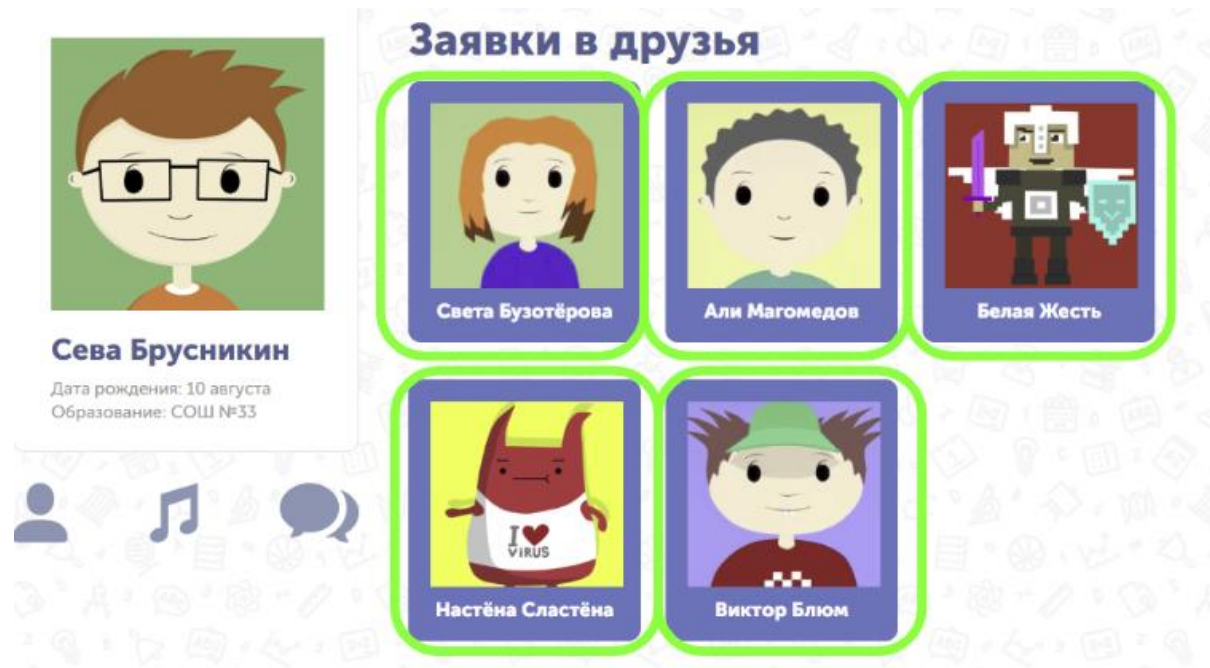 Заявки в друзья
Света Бузотёрова
Али Магомедов
Белая Жесть
Сева Брусникин
Дата рождения: 10 августа
Образование: СОШ №33
I
VIRUS
Настёна Сластёна
Виктор Блюм